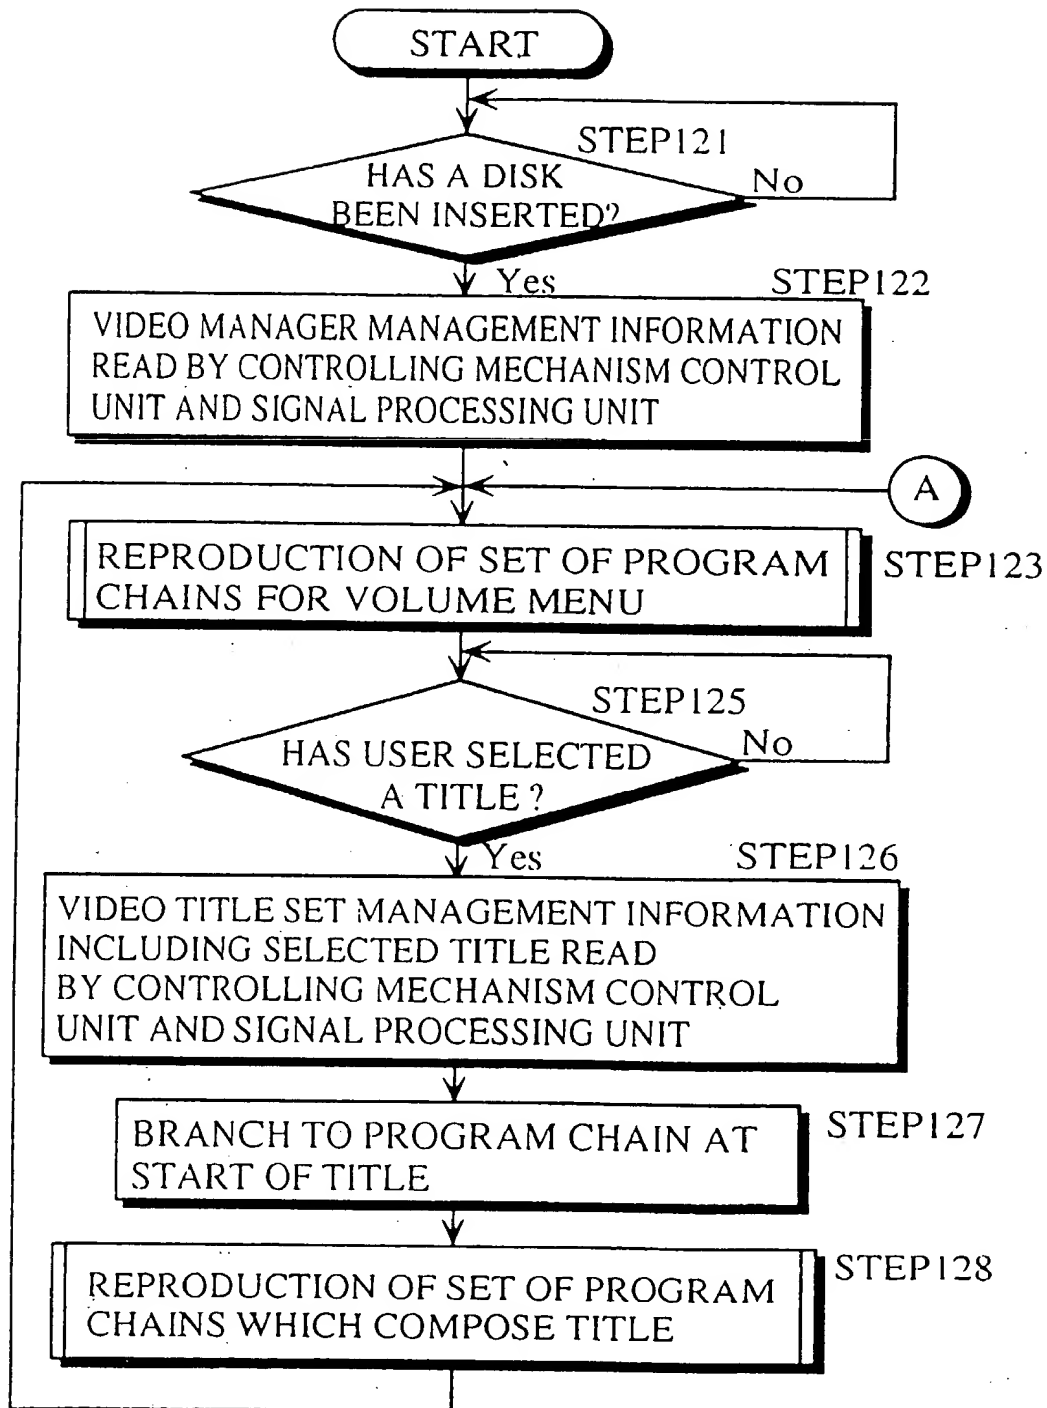 START
STEP121
HAS A DISK
BEEN INSERTED?
No
Yes
STEP122
VIDEO MANAGER MANAGEMENT INFORMATION
READ BY CONTROLLING MECHANISM CONTROL
UNIT AND SIGNAL PROCESSING UNIT
A
REPRODUCTION OF SET OF PROGRAM
CHAINS FOR VOLUME MENU
STEP123
STEP125
HAS USER SELECTED
A TITLE ?
No
Yes
STEP126
VIDEO TITLE SET MANAGEMENT INFORMATION
INCLUDING SELECTED TITLE READ
BY CONTROLLING MECHANISM CONTROL
UNIT AND SIGNAL PROCESSING UNIT
BRANCH TO PROGRAM CHAIN AT
START OF TITLE
STEP127
REPRODUCTION OF SET OF PROGRAM
CHAINS WHICH COMPOSE TITLE
STEP128